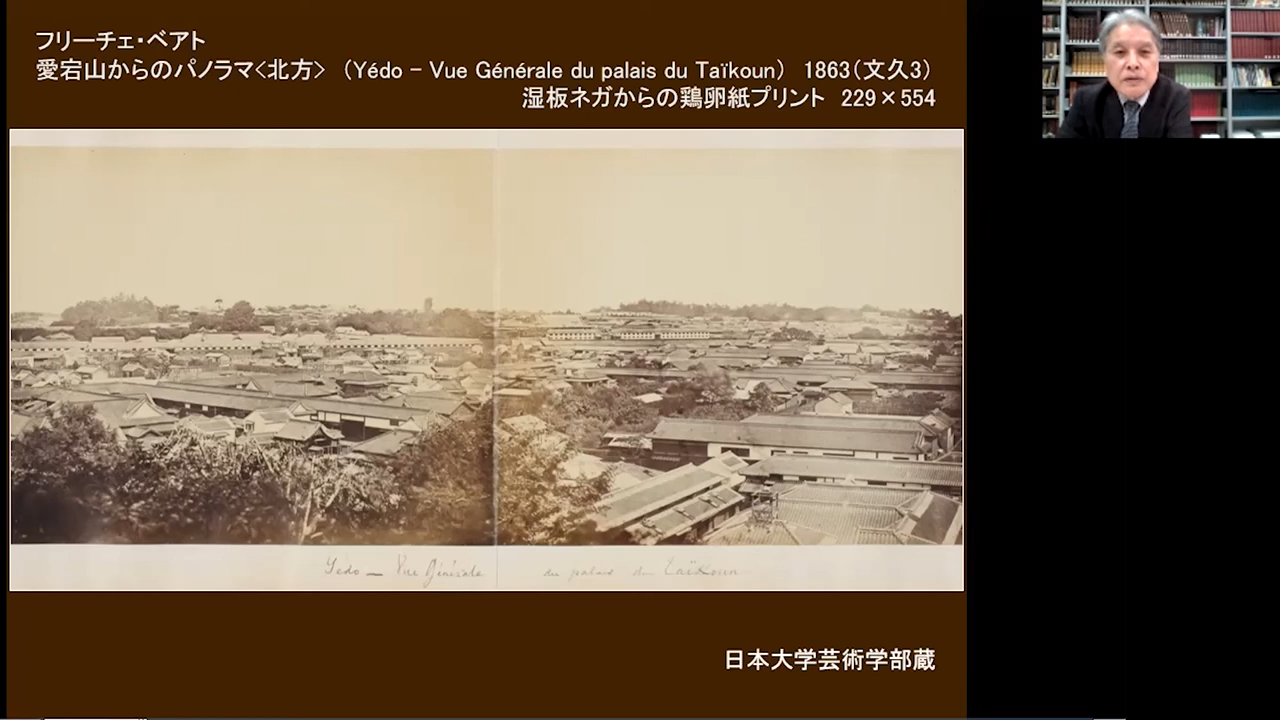 フリーチェ・ベアト
愛宕山からのパノラマ<北方> （Yédo − Vue Générale du palais du Taïkoun） 1863（文久3）
湿板ネガからの鶏卵紙プリント 229×554
Yédo — Vue Générale du palais du Taïkoun
日本大学芸術学部蔵